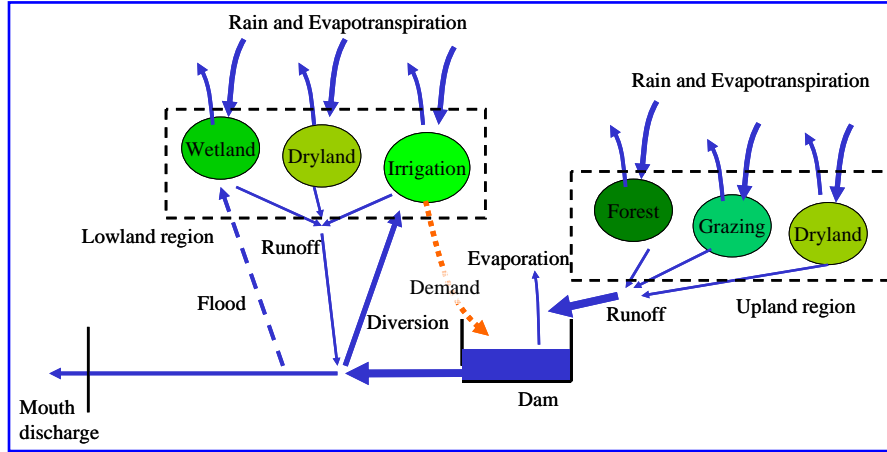 Rain and Evapotranspiration
Rain and Evapotranspiration
Wetland
Dryland
Irrigation
Forest
Grazing
Dryland
Lowland region
Runoff
Evaporation
Demand
Flood
Diversion
Runoff
Upland region
Dam
Mouth
discharge